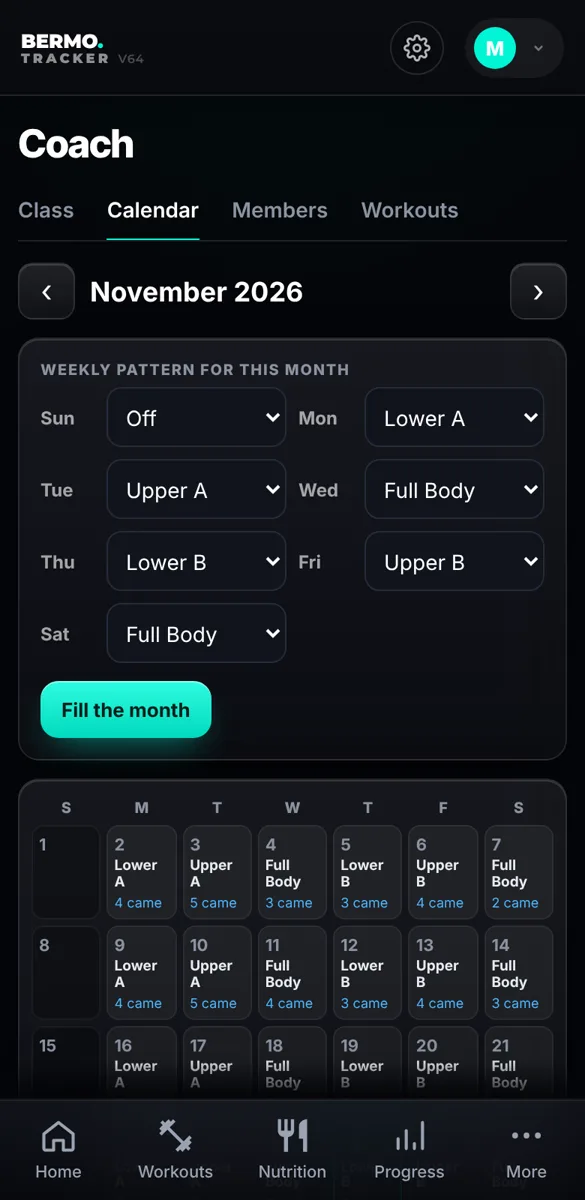 BERMO.
TRACKER V64
M
Coach
Class Calendar Members Workouts
‹ November 2026 ›
WEEKLY PATTERN FOR THIS MONTH
Sun Off Mon Lower A
Tue Upper A Wed Full Body
Thu Lower B Fri Upper B
Sat Full Body
Fill the month
S M T W T F S
1 2 3 4 5 6 7
Lower Upper Full Lower Upper Full
A A Body B B Body
4 came 5 came 3 came 3 came 4 came 2 came
8 9 10 11 12 13 14
Lower Upper Full Lower Upper Full
A A Body B B Body
4 came 5 came 4 came 3 came 4 came 3 came
15 16 17 18 19 20 21
Lower Upper Full Lower Upper Full
A A Body B B Body
Home Workouts Nutrition Progress More